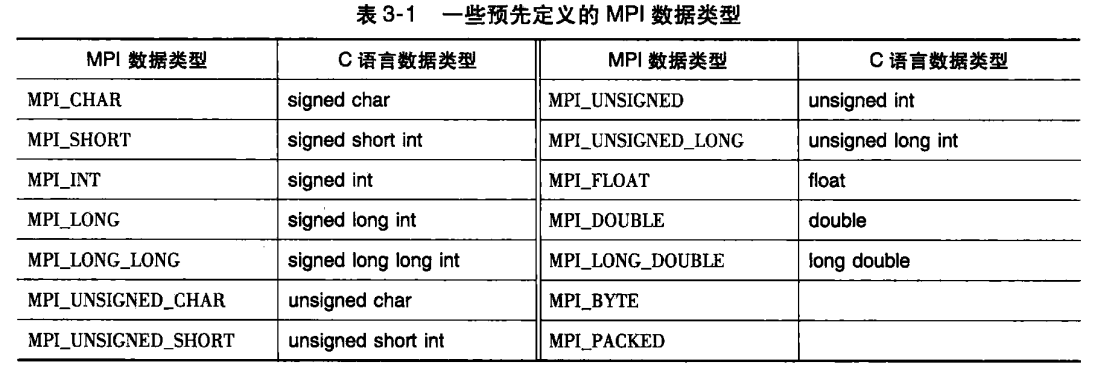 表 3-1 一些预先定义的 MPI 数据类型
MPI 数据类型 C 语言数据类型 MPI 数据类型 C 语言数据类型
MPI_CHAR signed char MPI_UNSIGNED unsigned int
MPI_SHORT signed short int MPI_UNSIGNED_LONG unsigned long int
MPI_INT signed int MPI_FLOAT float
MPI_LONG signed long int MPI_DOUBLE double
MPI_LONG_LONG signed long long int MPI_LONG_DOUBLE long double
MPI_UNSIGNED_CHAR unsigned char MPI_BYTE
MPI_UNSIGNED_SHORT unsigned short int MPI_PACKED